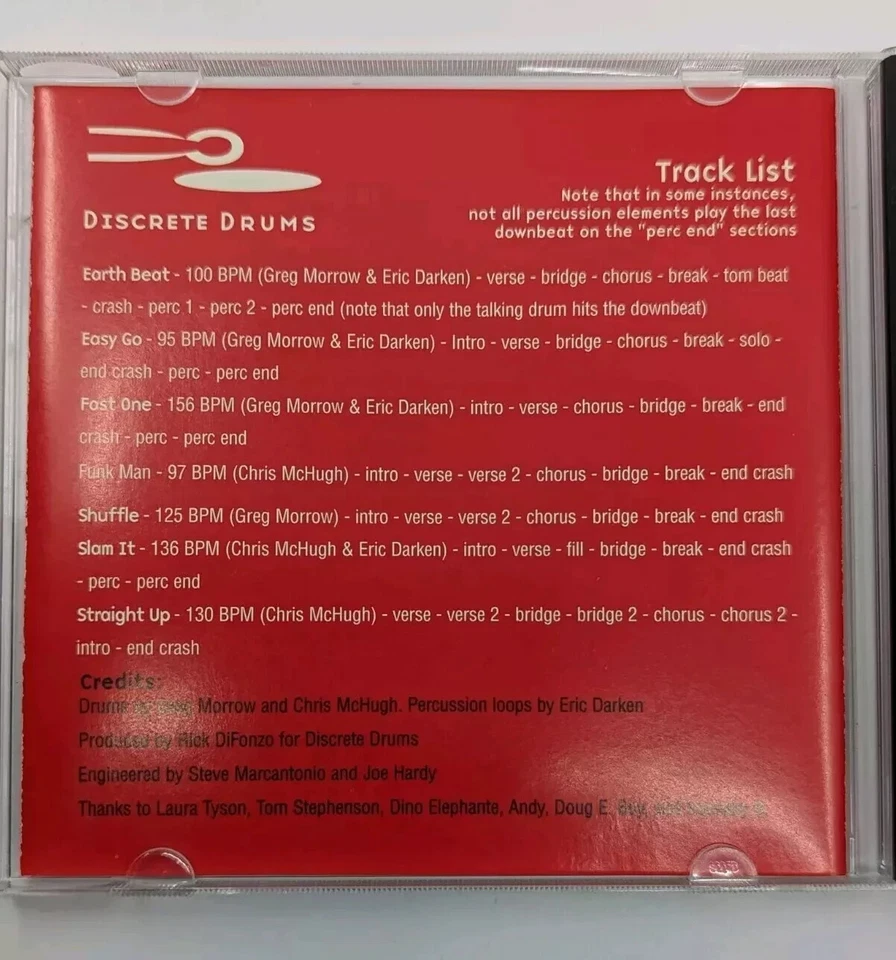 DISCRETE DRUMS
Track List
Note that in some instances,
not all percussion elements play the last
downbeat on the "perc end" sections
Earth Beat - 100 BPM (Greg Morrow & Eric Darken) - verse - bridge - chorus - break - tom beat
- crash - perc 1 - perc 2 - perc end (note that only the talking drum hits the downbeat)
Easy Go - 95 BPM (Greg Morrow & Eric Darken) - Intro - verse - bridge - chorus - break - solo -
end crash - perc - perc end
Fast One - 156 BPM (Greg Morrow & Eric Darken) - intro - verse - chorus - bridge - break - end
crash - perc - perc end
Funk Man - 97 BPM (Chris McHugh) - intro - verse - verse 2 - chorus - bridge - break - end crash
Shuffle - 125 BPM (Greg Morrow) - intro - verse - verse 2 - chorus - bridge - break - end crash
Slam It - 136 BPM (Chris McHugh & Eric Darken) - intro - verse - fill - bridge - break - end crash
- perc - perc end
Straight Up - 130 BPM (Chris McHugh) - verse - verse 2 - bridge - bridge 2 - chorus - chorus 2 -
intro - end crash
Credits:
Drums by Greg Morrow and Chris McHugh. Percussion loops by Eric Darken
Produced by Rick DiFonzo for Discrete Drums
Engineered by Steve Marcantonio and Joe Hardy
Thanks to Laura Tyson, Tom Stephenson, Dino Elephante, Andy, Doug E. and